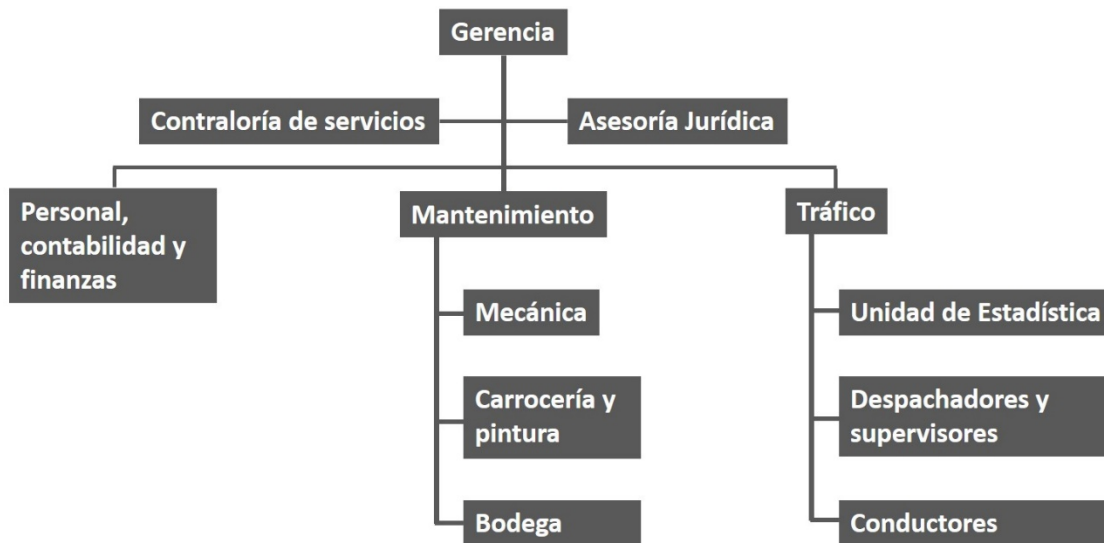 Gerencia
Contraloría de servicios
Asesoría Jurídica
Personal,
contabilidad y
finanzas
Mantenimiento
Tráfico
Mecánica
Unidad de Estadística
Carrocería y
pintura
Despachadores y
supervisores
Bodega
Conductores